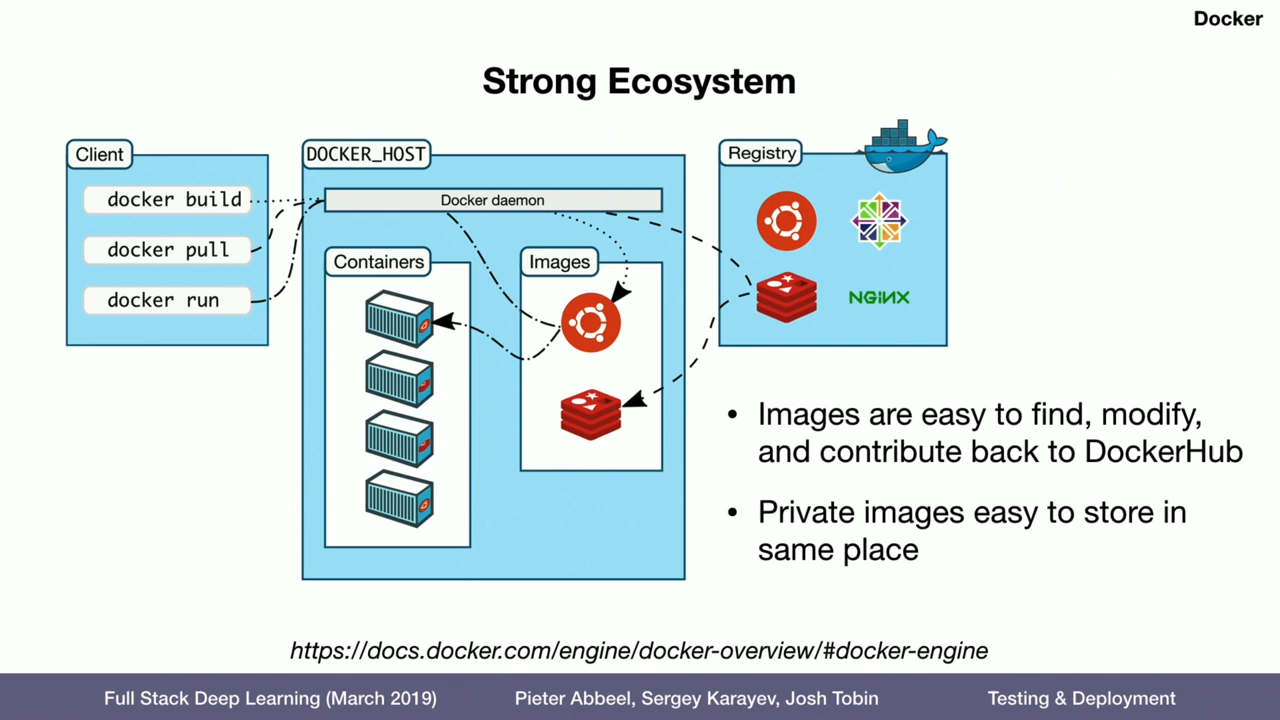 Docker
Strong Ecosystem
Client
docker build
docker pull
docker run
DOCKER_HOST
Docker daemon
Containers
Images
Registry
NGINX
• Images are easy to find, modify,
and contribute back to DockerHub
• Private images easy to store in
same place
https://docs.docker.com/engine/docker-overview/#docker-engine
Full Stack Deep Learning (March 2019)
Pieter Abbeel, Sergey Karayev, Josh Tobin
Testing & Deployment